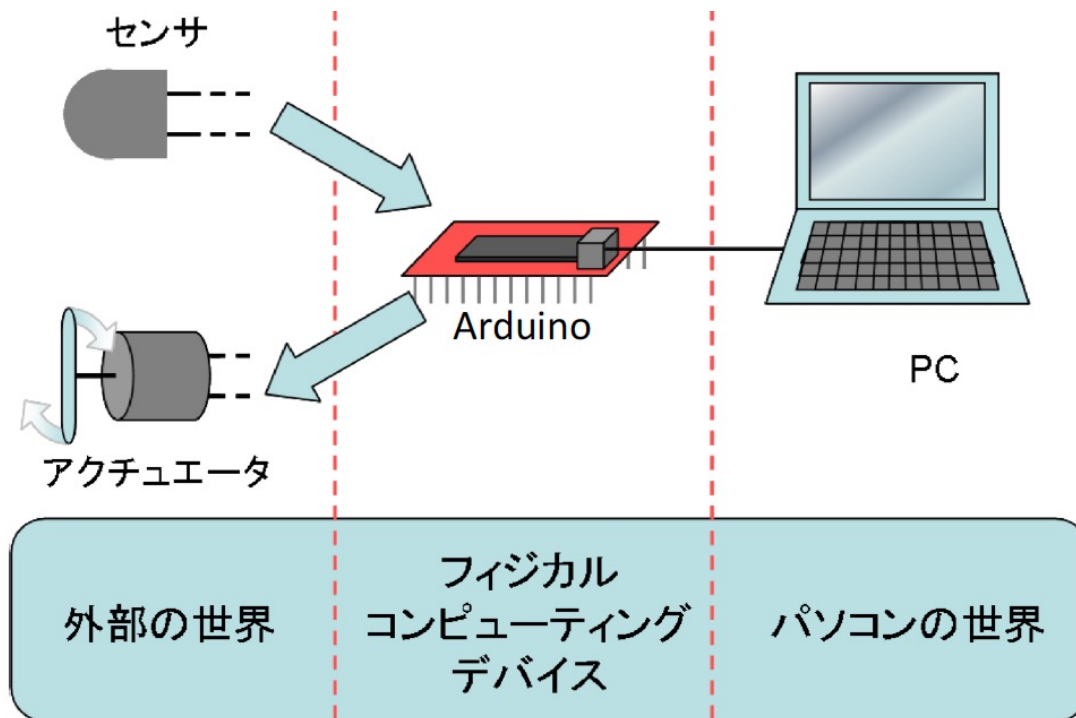 センサ
Arduino
PC
アクチュエータ
外部の世界
フィジカル
コンピューティング
デバイス
パソコンの世界